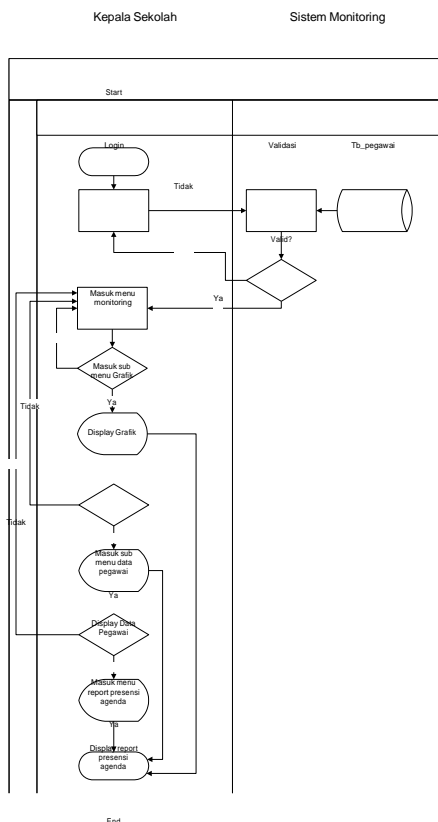 Kepala Sekolah
Sistem Monitoring
Start
Login
Validasi
Tb_pegawai
Tidak
Valid?
Masuk menu
monitoring
Ya
Masuk sub
menu Grafik
Tidak
Ya
Display Grafik
Tidak
Masuk sub
menu data
pegawai
Ya
Display Data
Pegawai
Masuk menu
report presensi
agenda
Ya
Display report
presensi
agenda
End